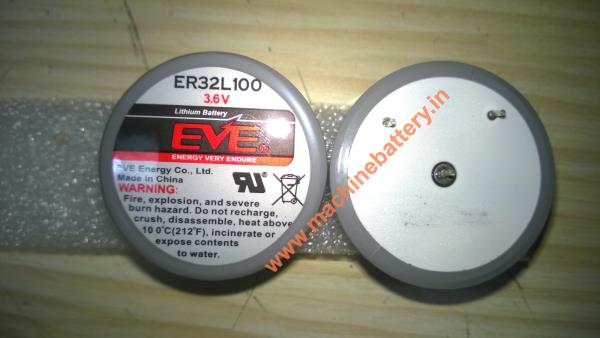 ER32L100
3.6V
Lithium Battery
EVE®
ENERGY VERY ENDURE
EVE Energy Co., Ltd.
Made in China
WARNING:
Fire, explosion, and severe
burn hazard. Do not recharge,
crush, disassemble, heat above
10 0°C(212°F), incinerate or
expose contents
to water.
www.machinebattery.in